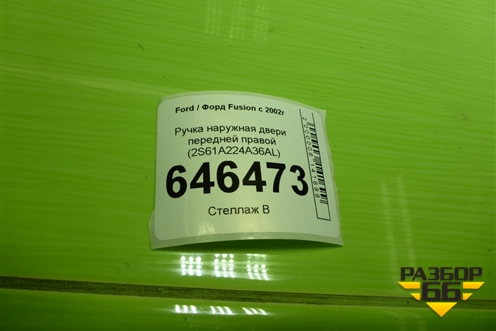 Ford / Форд Fusion с 2002г
Ручка наружная двери
передней правой
(2S61A224A36AL)
646473
Стеллаж В
РАЗБОР
66